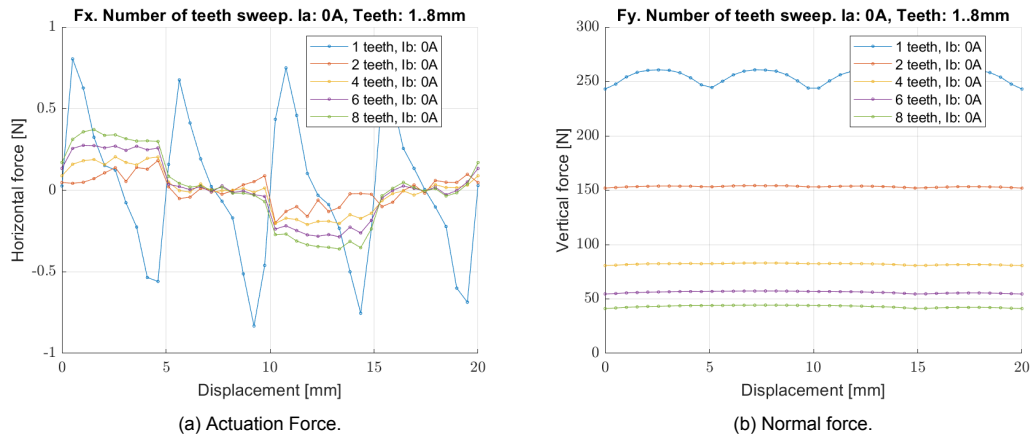 Fx. Number of teeth sweep. Ia: 0A, Teeth: 1..8mm
1
0.5
0
-0.5
-1
Horizontal force [N]
1 teeth, Ib: 0A
2 teeth, Ib: 0A
4 teeth, Ib: 0A
6 teeth, Ib: 0A
8 teeth, Ib: 0A
0 5 10 15 20
Displacement [mm]
(a) Actuation Force.
Fy. Number of teeth sweep. Ia: 0A, Teeth: 1..8mm
300
250
200
150
100
50
0
Vertical force [N]
1 teeth, Ib: 0A
2 teeth, Ib: 0A
4 teeth, Ib: 0A
6 teeth, Ib: 0A
8 teeth, Ib: 0A
0 5 10 15 20
Displacement [mm]
(b) Normal force.